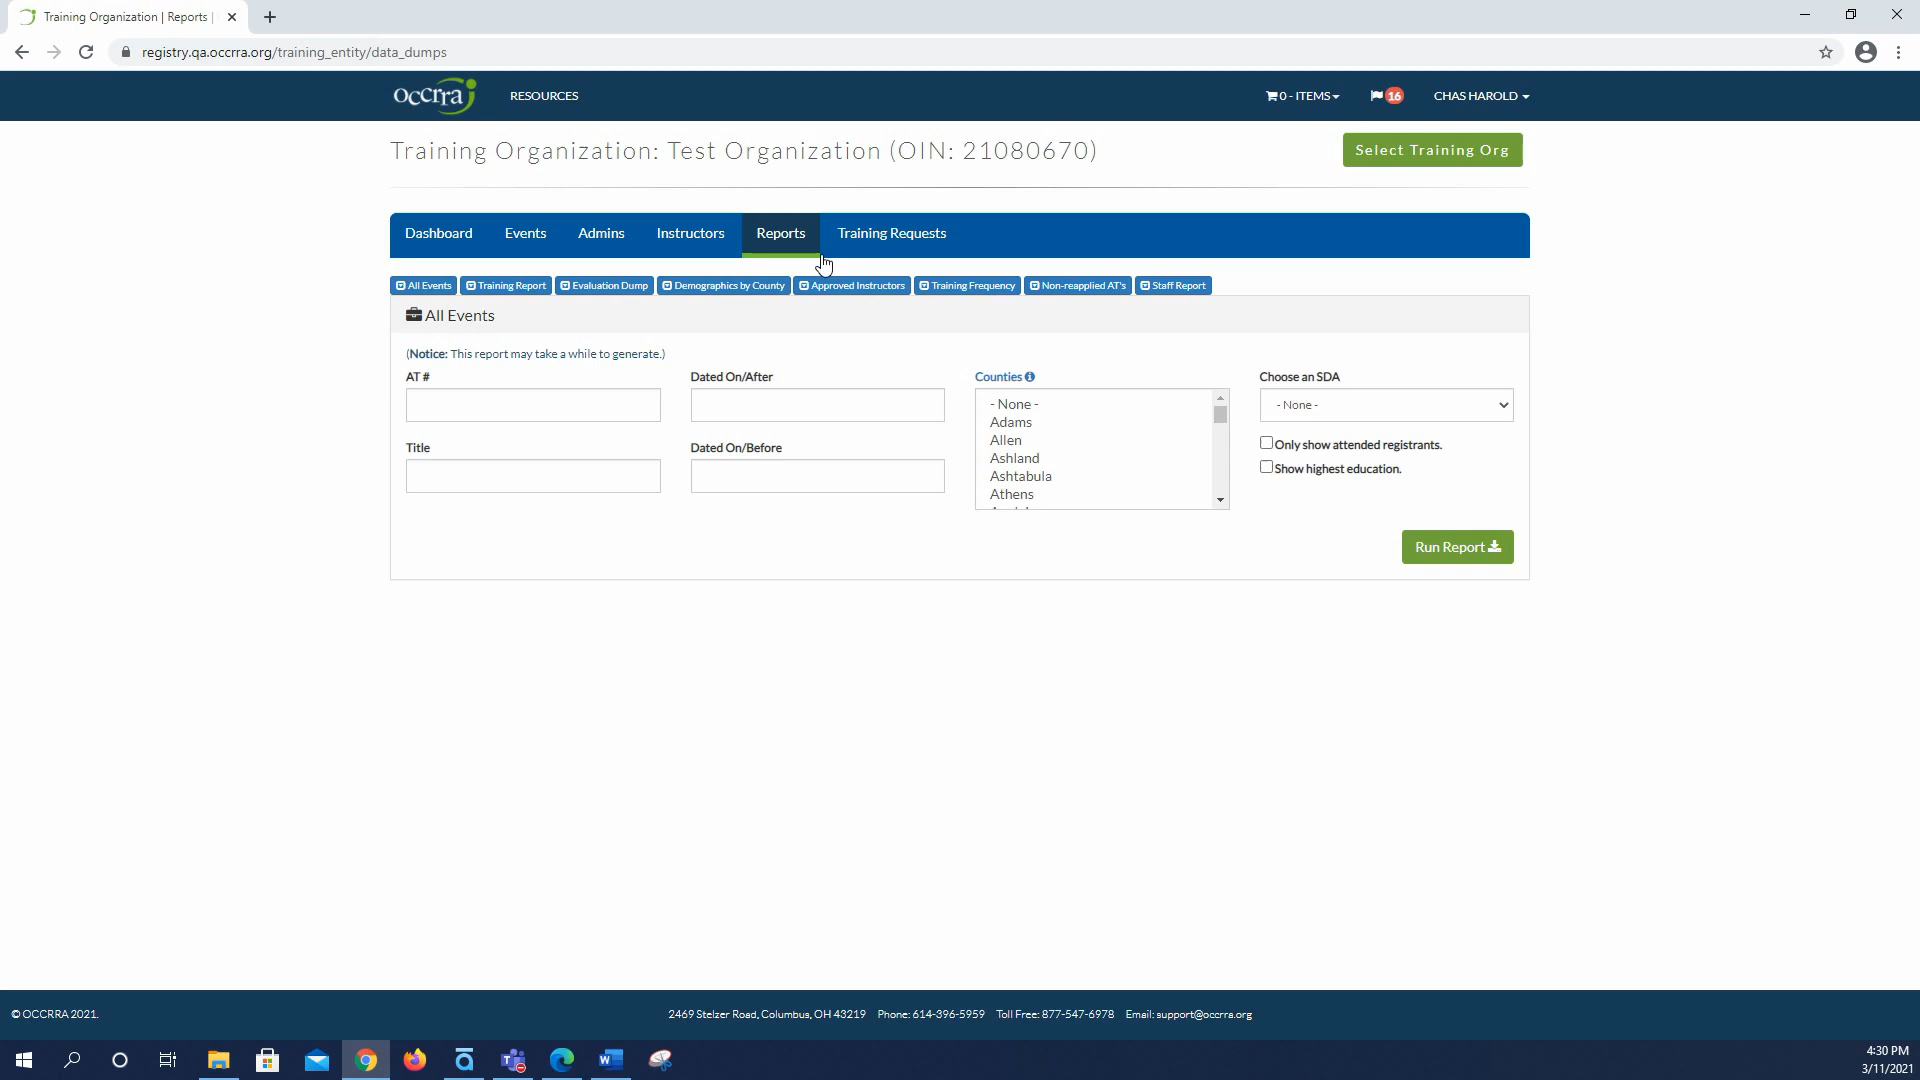 Training Organization | Reports |
registry.qa.occrra.org/training_entity/data_dumps
occrra RESOURCES 0 - ITEMS 16 CHAS HAROLD
Training Organization: Test Organization (OIN: 21080670) Select Training Org
Dashboard Events Admins Instructors Reports Training Requests
All Events Training Report Evaluation Dump Demographics by County Approved Instructors Training Frequency Non-reapplied AT's Staff Report
All Events
(Notice: This report may take a while to generate.)
AT # Dated On/After Counties Choose an SDA
- None - - None -
Adams
Allen Only show attended registrants.
Title Dated On/Before
Ashland Show highest education.
Ashtabula
Athens
Run Report
© OCCRRA 2021. 2469 Stelzer Road, Columbus, OH 43219 Phone: 614-396-5959 Toll Free: 877-547-6978 Email: support@occrra.org
4:30 PM
3/11/2021